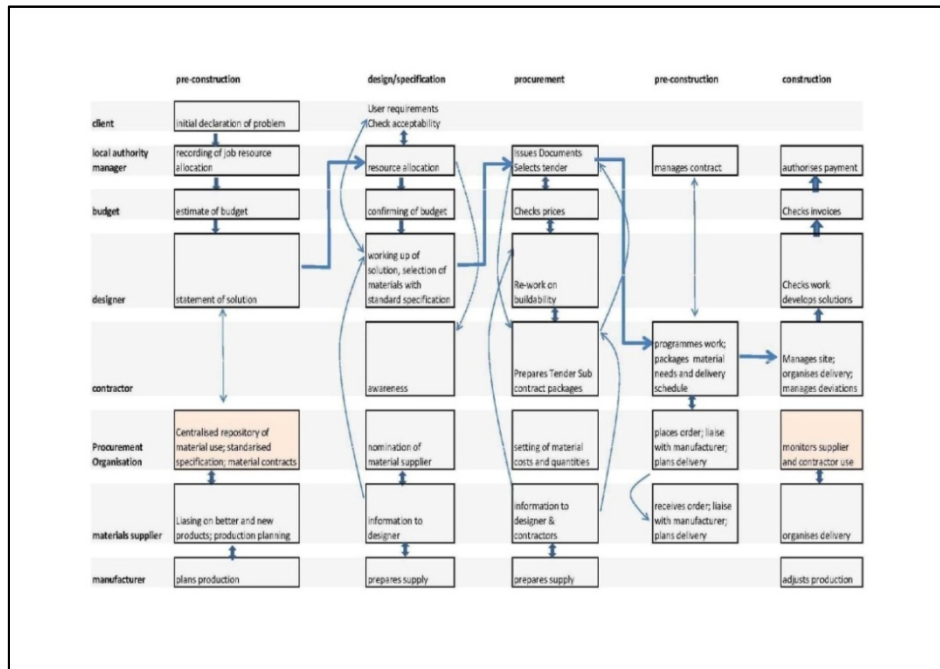 pre-construction
design/specification
procurement
pre-construction
construction
client
initial declaration of problem
User requirements
Check acceptability
local authority
manager
recording of job resource
allocation
resource allocation
Issues Documents
Selects tender
manages contract
authorises payment
budget
estimate of budget
confirming of budget
Checks prices
Checks invoices
designer
statement of solution
working up of
solution, selection of
materials with
standard specification
Re-work on
buildability
Checks work
develops solutions
contractor
awareness
Prepares Tender Sub
contract packages
programmes work;
packages material
needs and delivery
schedule
Manages site;
organises delivery;
manages deviations
Procurement
Organisation
Centralised repository of
material use; standarised
specification; material contracts
nomination of
material supplier
setting of material
costs and quantities
places order; liaise
with manufacturer;
plans delivery
monitors supplier
and contractor use
materials supplier
Liasing on better and new
products; production planning
information to
designer
information to
designer &
contractors
receives order; liaise
with manufacturer;
plans delivery
organises delivery
manufacturer
plans production
prepares supply
prepares supply
adjusts production